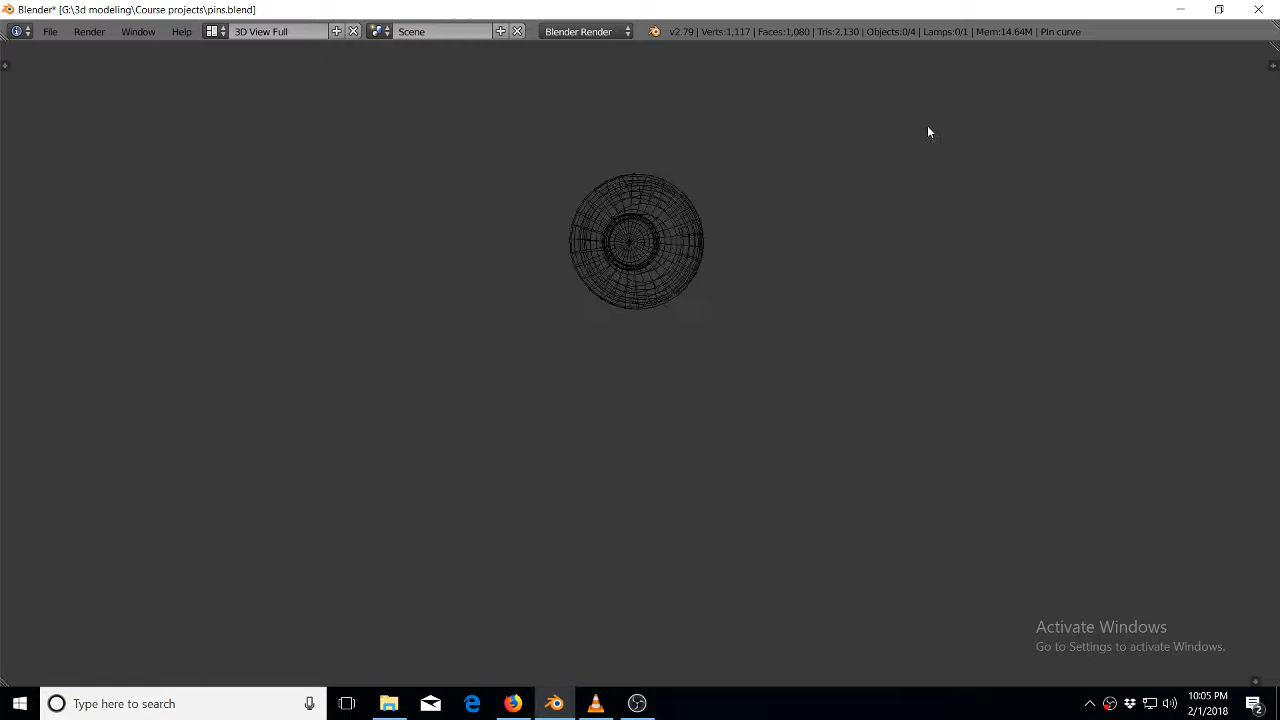 Blender* [G:\3d modeling\Course projects\pins.blend]
File Render Window Help 3D View Full Scene Blender Render v2.79 | Verts:1,117 | Faces:1,080 | Tris:2,130 | Objects:0/4 | Lamps:0/1 | Mem:14.64M | Pin curve
Activate Windows
Go to Settings to activate Windows.
Type here to search
10:05 PM
2/1/2018
2